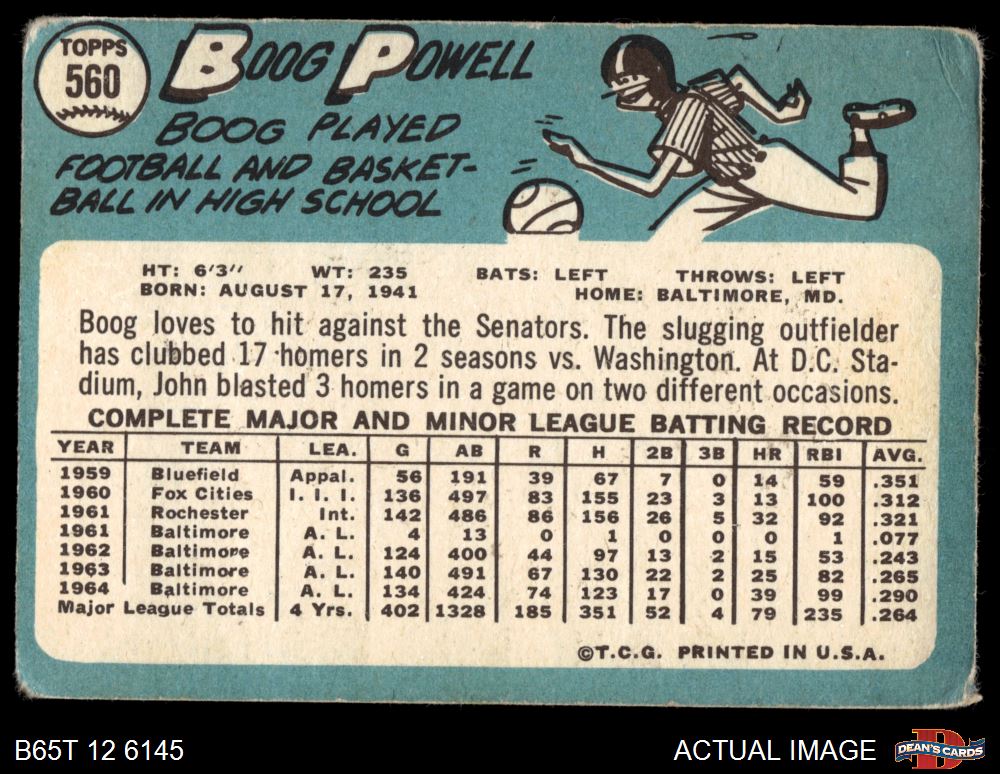 TOPPS
560
BOOG POWELL
BOOG PLAYED
FOOTBALL AND BASKET-
BALL IN HIGH SCHOOL
HT: 6'3" WT: 235 BATS: LEFT THROWS: LEFT
BORN: AUGUST 17, 1941 HOME: BALTIMORE, MD.
Boog loves to hit against the Senators. The slugging outfielder
has clubbed 17 homers in 2 seasons vs. Washington. At D.C. Sta-
dium, John blasted 3 homers in a game on two different occasions.
COMPLETE MAJOR AND MINOR LEAGUE BATTING RECORD
YEAR TEAM LEA. G AB R H 2B 3B HR RBI AVG.
1959 Bluefield Appal. 56 191 39 67 7 0 14 59 .351
1960 Fox Cities I. I. I. 136 497 83 155 23 3 13 100 .312
1961 Rochester Int. 142 486 86 156 26 5 32 92 .321
1961 Baltimore A. L. 4 13 0 1 0 0 0 1 .077
1962 Baltimore A. L. 124 400 44 97 13 2 15 53 .243
1963 Baltimore A. L. 140 491 67 130 22 2 25 82 .265
1964 Baltimore A. L. 134 424 74 123 17 0 39 99 .290
Major League Totals 4 Yrs. 402 1328 185 351 52 4 79 235 .264
©T.C.G. PRINTED IN U.S.A.
B65T 12 6145 ACTUAL IMAGE DEAN'S CARDS